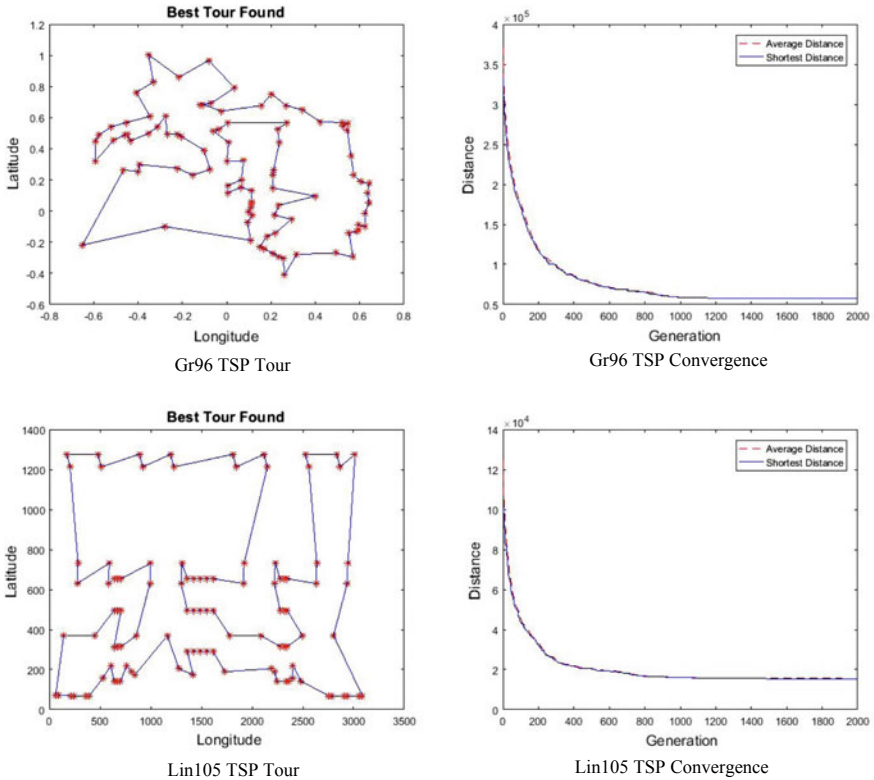 Best Tour Found
1.2
1
0.8
0.6
0.4
0.2
0
-0.2
-0.4
-0.6
-0.8 -0.6 -0.4 -0.2 0 0.2 0.4 0.6 0.8
Latitude
Longitude
Gr96 TSP Tour
× 10^5
4
3.5
3
2.5
2
1.5
1
0.5
0 200 400 600 800 1000 1200 1400 1600 1800 2000
Distance
Generation
Average Distance
Shortest Distance
Gr96 TSP Convergence
Best Tour Found
1400
1200
1000
800
600
400
200
0
0 500 1000 1500 2000 2500 3000 3500
Latitude
Longitude
Lin105 TSP Tour
× 10^4
14
12
10
8
6
4
2
0
0 200 400 600 800 1000 1200 1400 1600 1800 2000
Distance
Generation
Average Distance
Shortest Distance
Lin105 TSP Convergence